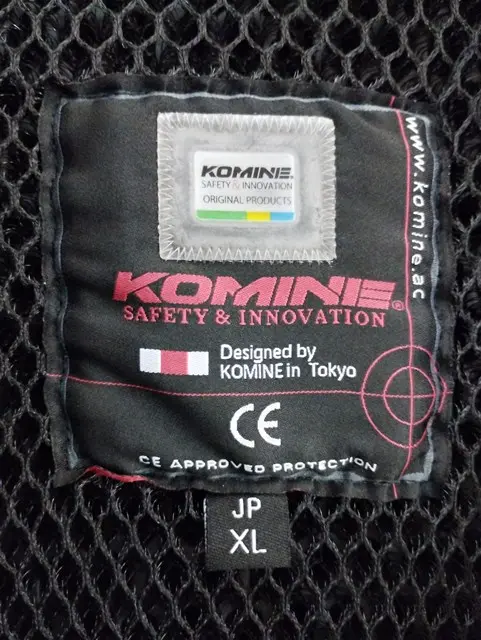 KOMINE
SAFETY & INNOVATION
ORIGINAL PRODUCTS
www.komine.ac
KOMINE®
SAFETY & INNOVATION
Designed by
KOMINE in Tokyo
CE
CE APPROVED PROTECTION
JP
XL